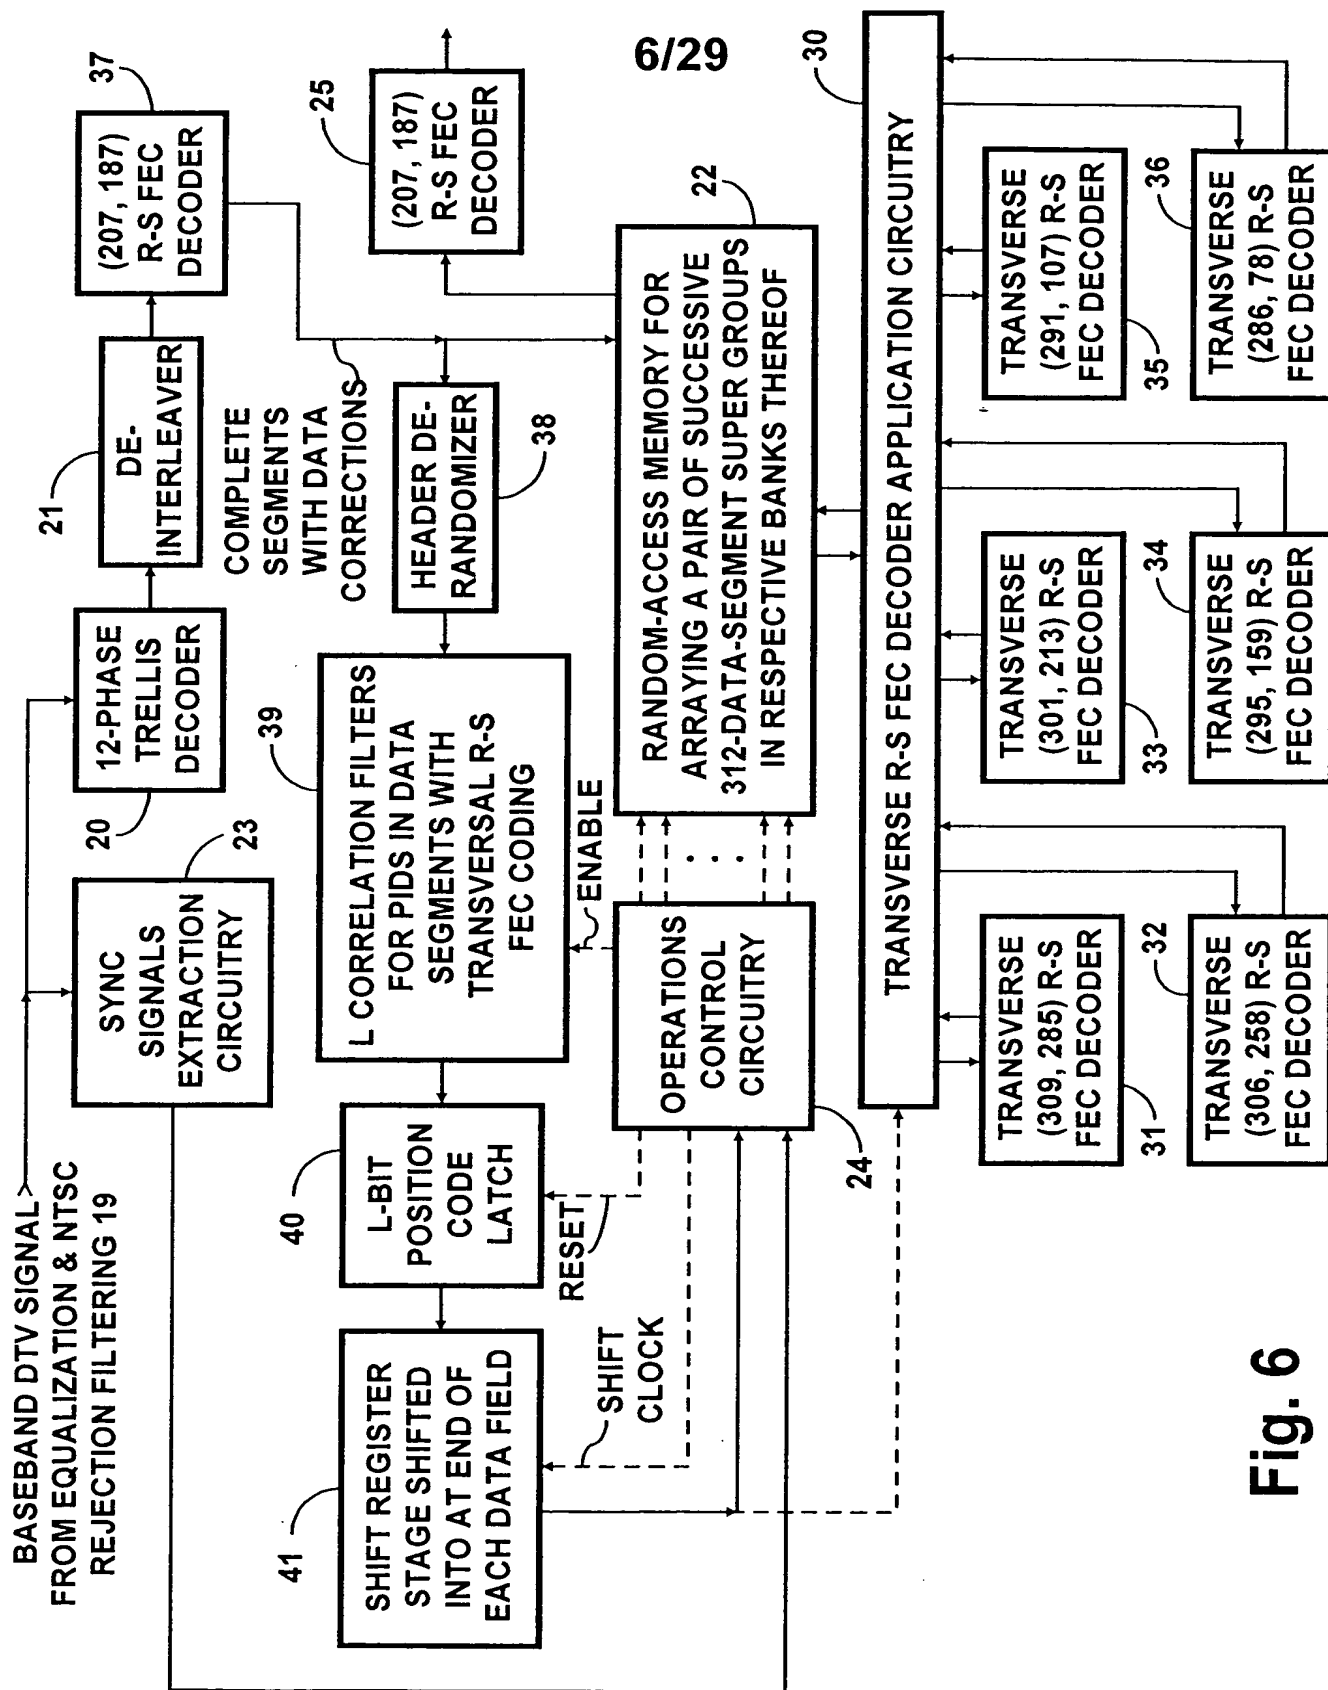 6/29
BASEBAND DTV SIGNAL
FROM EQUALIZATION & NTSC
REJECTION FILTERING 19
SYNC
SIGNALS
EXTRACTION
CIRCUITRY
23
12-PHASE
TRELLIS
DECODER
20
DE-
INTERLEAVER
21
(207, 187)
R-S FEC
DECODER
37
COMPLETE
SEGMENTS
WITH DATA
CORRECTIONS
(207, 187)
R-S FEC
DECODER
25
HEADER DE-
RANDOMIZER
38
L CORRELATION FILTERS
FOR PIDS IN DATA
SEGMENTS WITH
TRANSVERSAL R-S
FEC CODING
39
L-BIT
POSITION
CODE
LATCH
40
SHIFT REGISTER
STAGE SHIFTED
INTO AT END OF
EACH DATA FIELD
41
ENABLE
RESET
SHIFT
CLOCK
OPERATIONS
CONTROL
CIRCUITRY
24
RANDOM-ACCESS MEMORY FOR
ARRAYING A PAIR OF SUCCESSIVE
312-DATA-SEGMENT SUPER GROUPS
IN RESPECTIVE BANKS THEREOF
22
TRANSVERSE R-S FEC DECODER APPLICATION CIRCUITRY
30
TRANSVERSE
(309, 285) R-S
FEC DECODER
31
TRANSVERSE
(306, 258) R-S
FEC DECODER
32
TRANSVERSE
(301, 213) R-S
FEC DECODER
33
TRANSVERSE
(295, 159) R-S
FEC DECODER
34
TRANSVERSE
(291, 107) R-S
FEC DECODER
35
TRANSVERSE
(286, 78) R-S
FEC DECODER
36
Fig. 6